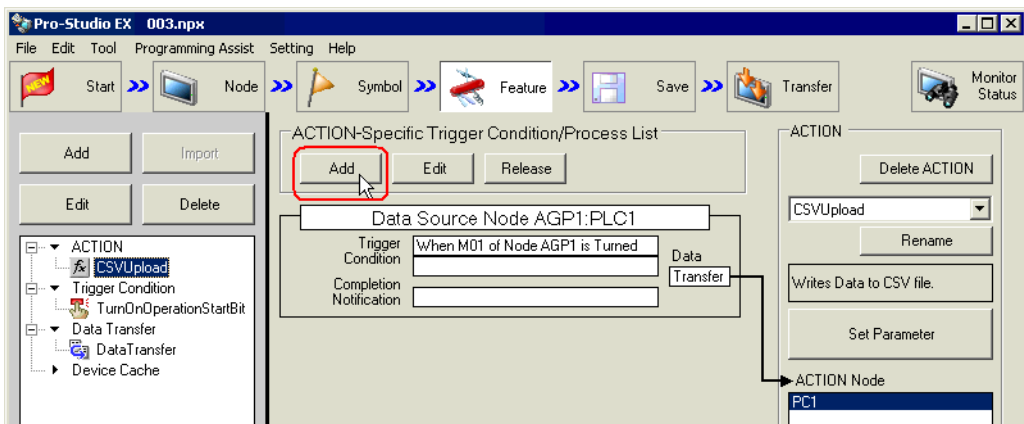 Pro-Studio EX 003.npx
File Edit Tool Programming Assist Setting Help
NEW Start Node Symbol Feature Save Transfer Monitor Status
Add Import
Edit Delete
ACTION
fx CSVUpload
Trigger Condition
TurnOnOperationStartBit
Data Transfer
DataTransfer
Device Cache
ACTION-Specific Trigger Condition/Process List
Add Edit Release
Data Source Node AGP1:PLC1
Trigger Condition When M01 of Node AGP1 is Turned
Completion Notification
Data
Transfer
ACTION
Delete ACTION
CSVUpload
Rename
Writes Data to CSV file.
Set Parameter
ACTION Node
PC1